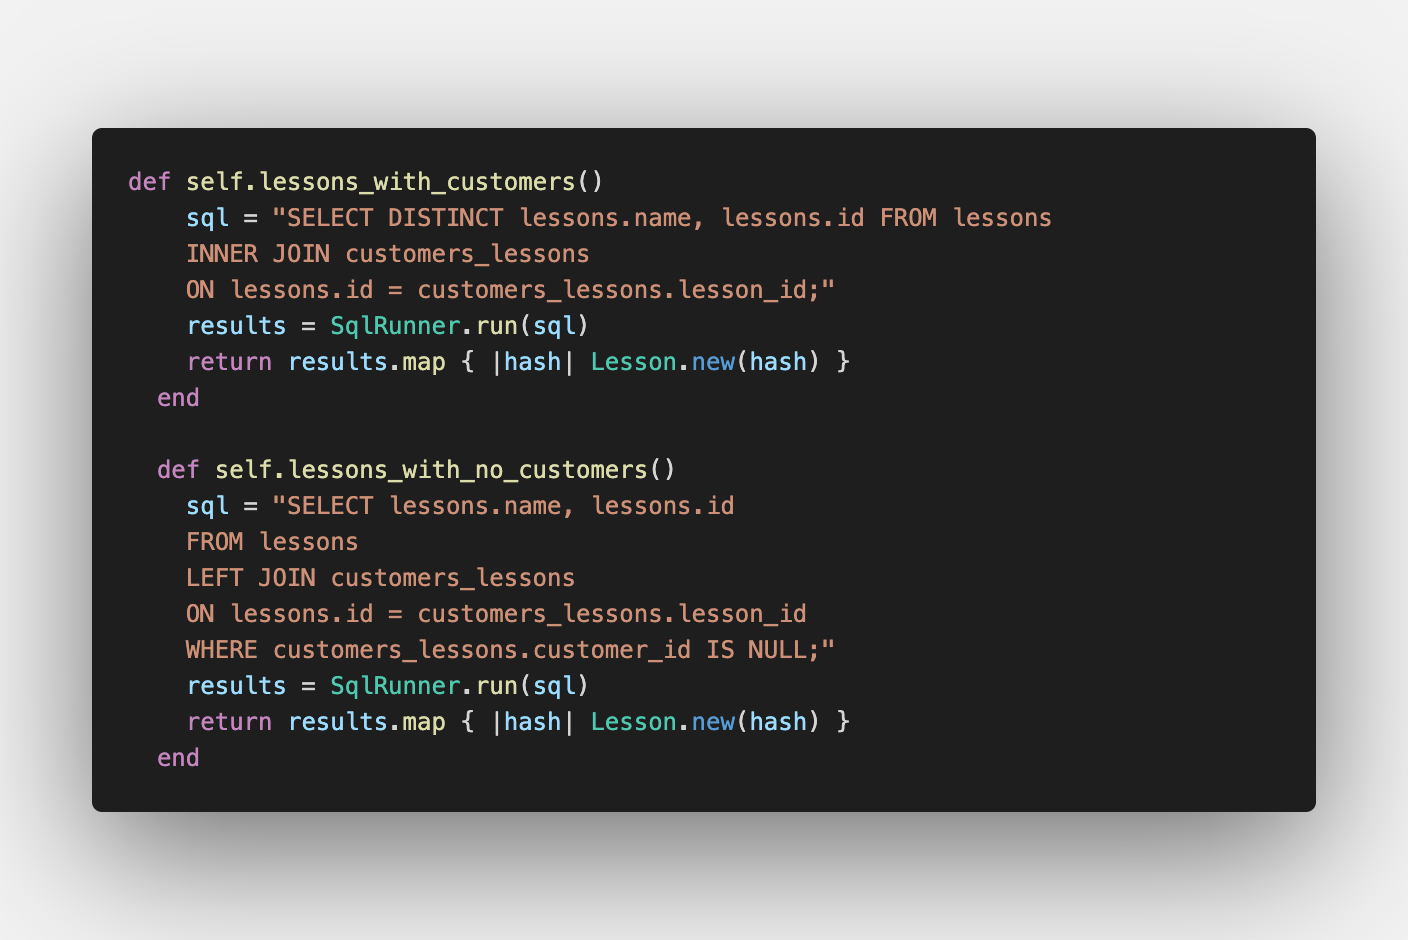 def self.lessons_with_customers()
    sql = "SELECT DISTINCT lessons.name, lessons.id FROM lessons
    INNER JOIN customers_lessons
    ON lessons.id = customers_lessons.lesson_id;"
    results = SqlRunner.run(sql)
    return results.map { |hash| Lesson.new(hash) }
  end

  def self.lessons_with_no_customers()
    sql = "SELECT lessons.name, lessons.id
    FROM lessons
    LEFT JOIN customers_lessons
    ON lessons.id = customers_lessons.lesson_id
    WHERE customers_lessons.customer_id IS NULL;"
    results = SqlRunner.run(sql)
    return results.map { |hash| Lesson.new(hash) }
  end